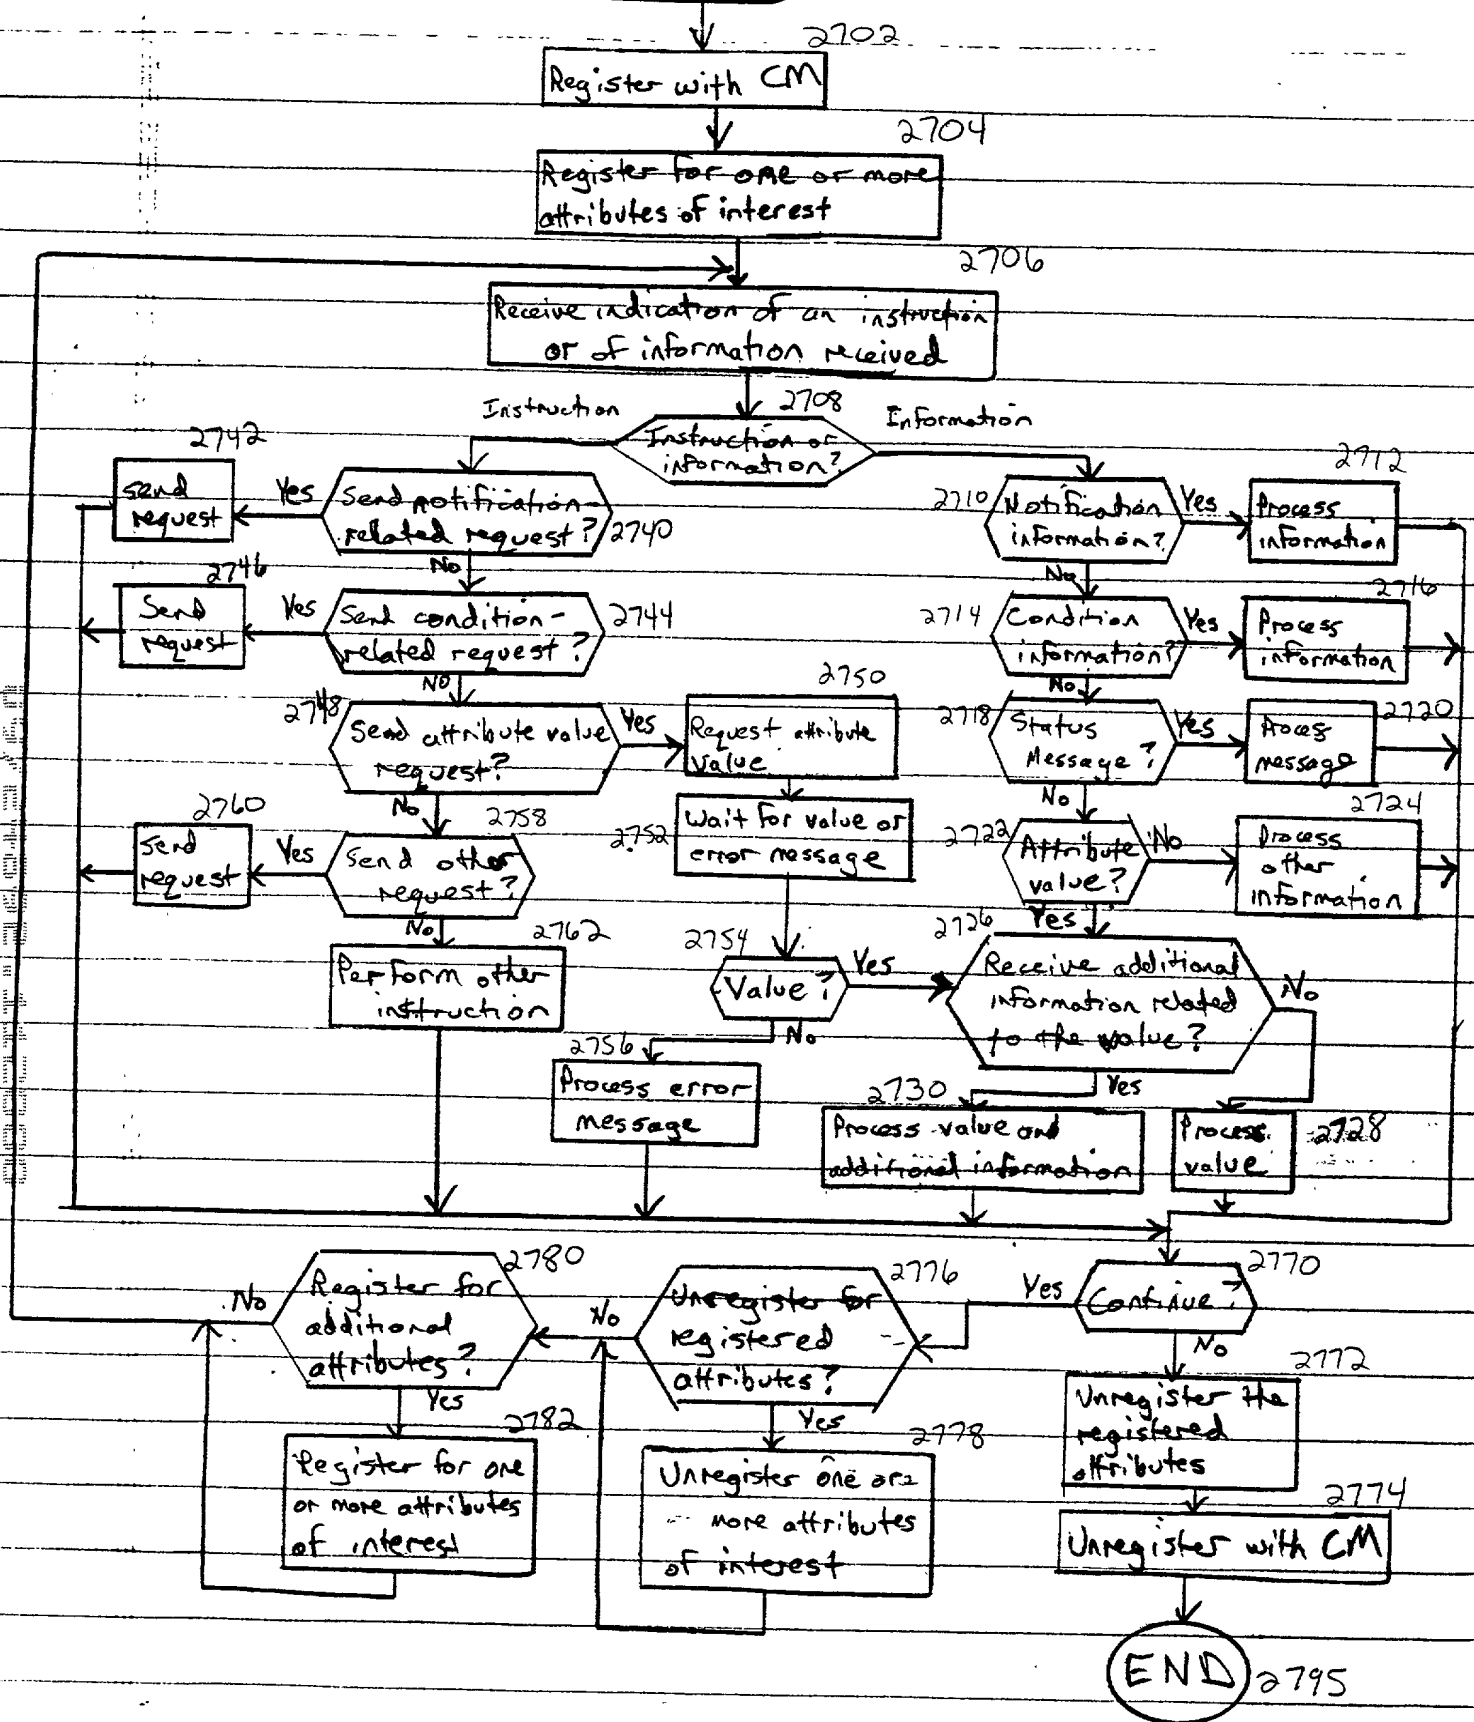 2702
Register with CM
2704
Register for one or more
attributes of interest
2706
Receive indication of an instruction
or of information received
2708
Instruction
Information
Instruction or
information?
2742
send
request
Yes
Send notification-
related request?
2740
No
2710
Notification
information?
Yes
2712
Process
information
No
2746
Send
request
Yes
Send condition-
related request?
2744
No
2714
Condition
information?
Yes
2716
Process
information
No
2748
Send attribute value
request?
Yes
2750
Request attribute
value
No
2718
Status
Message?
Yes
2720
Process
message
No
2760
Send
request
Yes
2758
Send other
request?
No
2752
Wait for value or
error message
2722
Attribute
value?
No
2724
Process
other
information
Yes
2762
Perform other
instruction
2754
Value?
Yes
No
2726
Receive additional
information related
to the value?
No
Yes
2756
Process error
message
2730
Process value and
additional information
Process
value
2728
2780
Register for
additional
attributes?
No
Yes
2776
Unregister for
registered
attributes?
No
Yes
2770
Continue?
Yes
No
2782
Register for one
or more attributes
of interest
2778
Unregister one or
more attributes
of interest
2772
Unregister the
registered
attributes
2774
Unregister with CM
END
2795